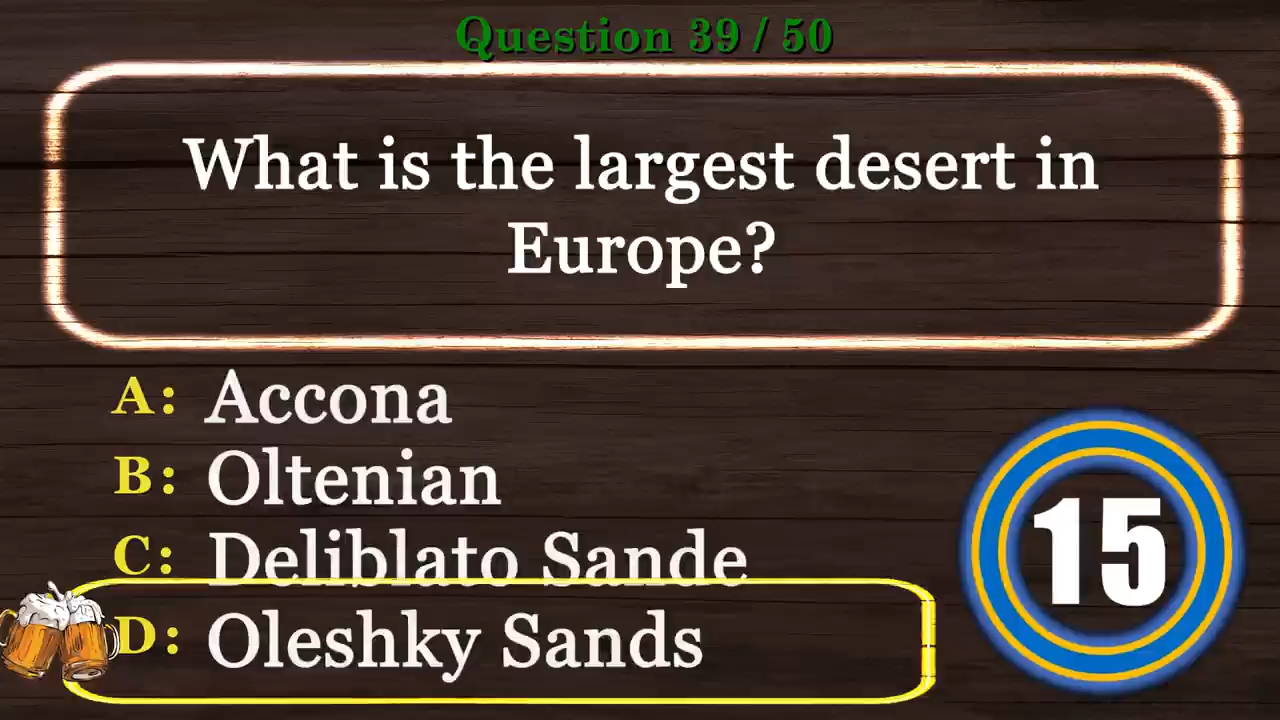 Question 39 / 50
What is the largest desert in
Europe?
A: Accona
B: Oltenian
C: Deliblato Sande
D: Oleshky Sands
15